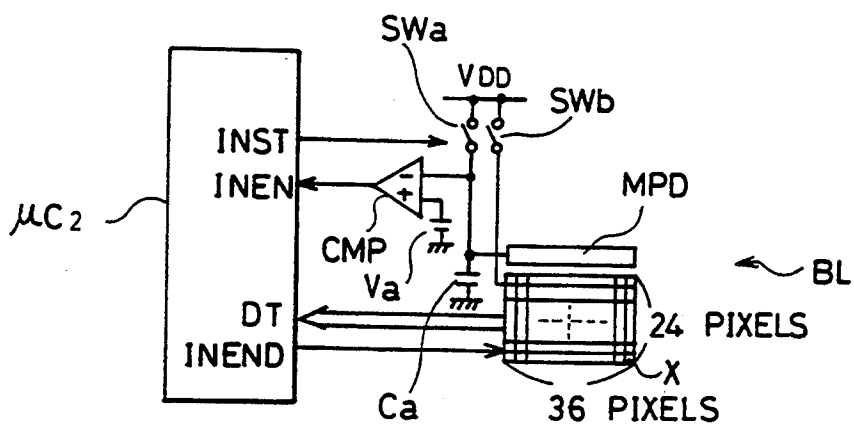 SWa
VDD
SWb
INST
INEN
-
+
MPD
μC2
CMP
Va
BL
DT
24 PIXELS
INEND
X
Ca
36 PIXELS